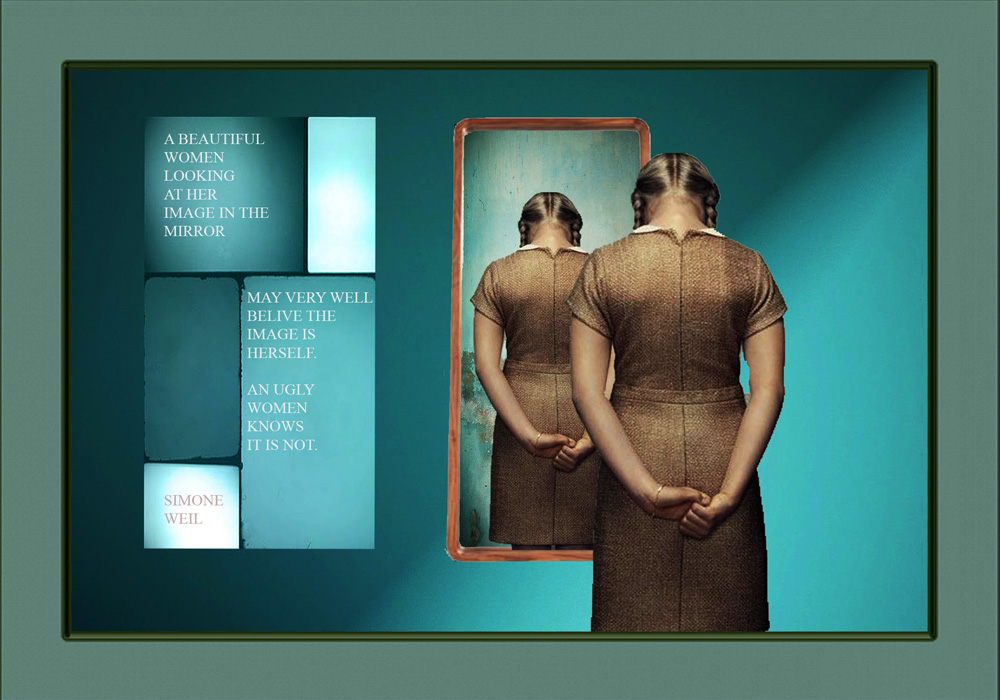 A BEAUTIFUL
WOMEN
LOOKING
AT HER
IMAGE IN THE
MIRROR
MAY VERY WELL
BELIVE THE
IMAGE IS
HERSELF.
AN UGLY
WOMEN
KNOWS
IT IS NOT.
SIMONE
WEIL